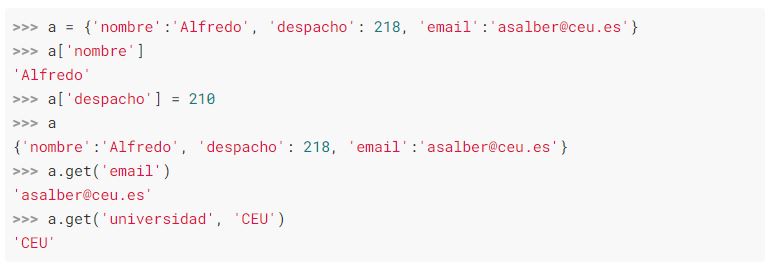 >>> a = {'nombre':'Alfredo', 'despacho': 218, 'email':'asalber@ceu.es'}
>>> a['nombre']
'Alfredo'
>>> a['despacho'] = 210
>>> a
{'nombre':'Alfredo', 'despacho': 218, 'email':'asalber@ceu.es'}
>>> a.get('email')
'asalber@ceu.es'
>>> a.get('universidad', 'CEU')
'CEU'